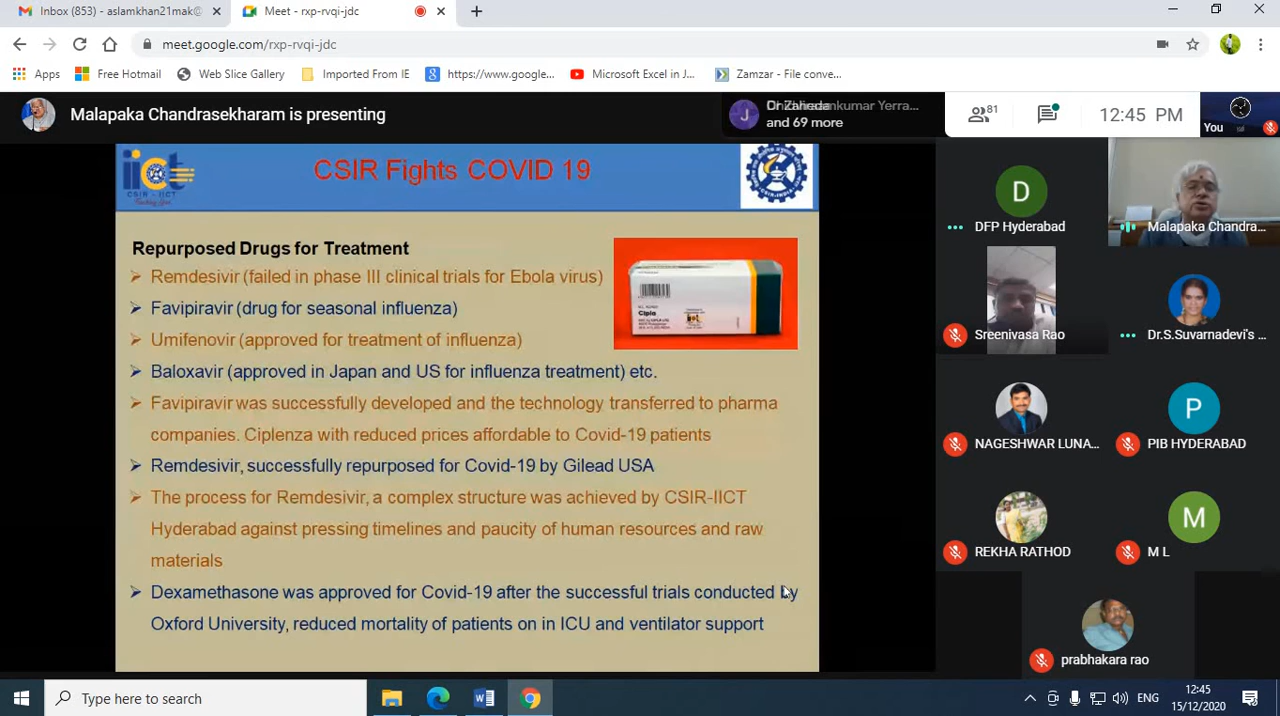 Inbox (853) - aslamkhan21mak@
Meet - rxp-rvqi-jdc
meet.google.com/rxp-rvqi-jdc
Apps
Free Hotmail
Web Slice Gallery
Imported From IE
https://www.google...
Microsoft Excel in J...
Zamzar - File conve...
Malapaka Chandrasekharam is presenting
J
and 69 more
81
12:45 PM
You
iict
CSIR - IICT
CSIR Fights COVID 19
CSIR-INDIA
Repurposed Drugs for Treatment
Remdesivir (failed in phase III clinical trials for Ebola virus)
Favipiravir (drug for seasonal influenza)
Umifenovir (approved for treatment of influenza)
Baloxavir (approved in Japan and US for influenza treatment) etc.
Favipiravir was successfully developed and the technology transferred to pharma
companies. Ciplenza with reduced prices affordable to Covid-19 patients
Remdesivir, successfully repurposed for Covid-19 by Gilead USA
The process for Remdesivir, a complex structure was achieved by CSIR-IICT
Hyderabad against pressing timelines and paucity of human resources and raw
materials
Dexamethasone was approved for Covid-19 after the successful trials conducted by
Oxford University, reduced mortality of patients on in ICU and ventilator support
Cipla
D
DFP Hyderabad
Malapaka Chandra...
Sreenivasa Rao
Dr.S.Suvarnadevi's ...
NAGESHWAR LUNA...
P
PIB HYDERABAD
REKHA RATHOD
M
M L
prabhakara rao
Type here to search
ENG
12:45
15/12/2020